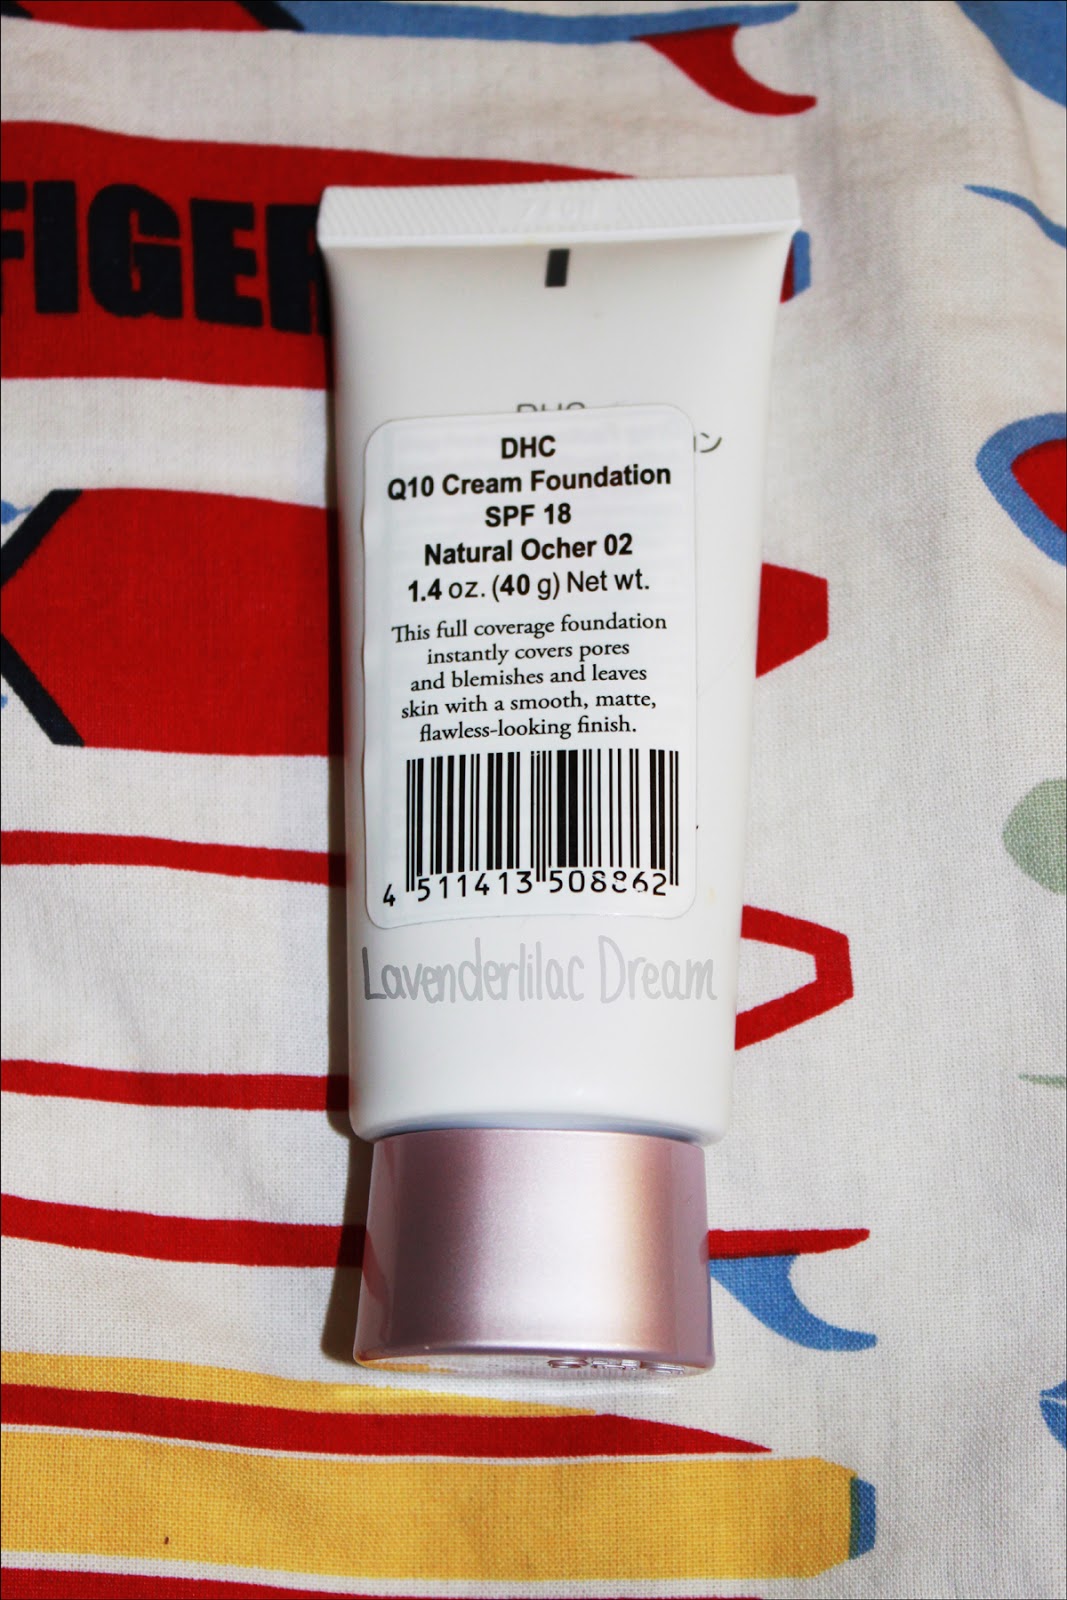 FIGER
DHC
Q10 Cream Foundation
SPF 18
Natural Ocher 02
1.4 oz. (40 g) Net wt.
This full coverage foundation
instantly covers pores
and blemishes and leaves
skin with a smooth, matte,
flawless-looking finish.
4 511413 508862
Lavenderlilac Dream